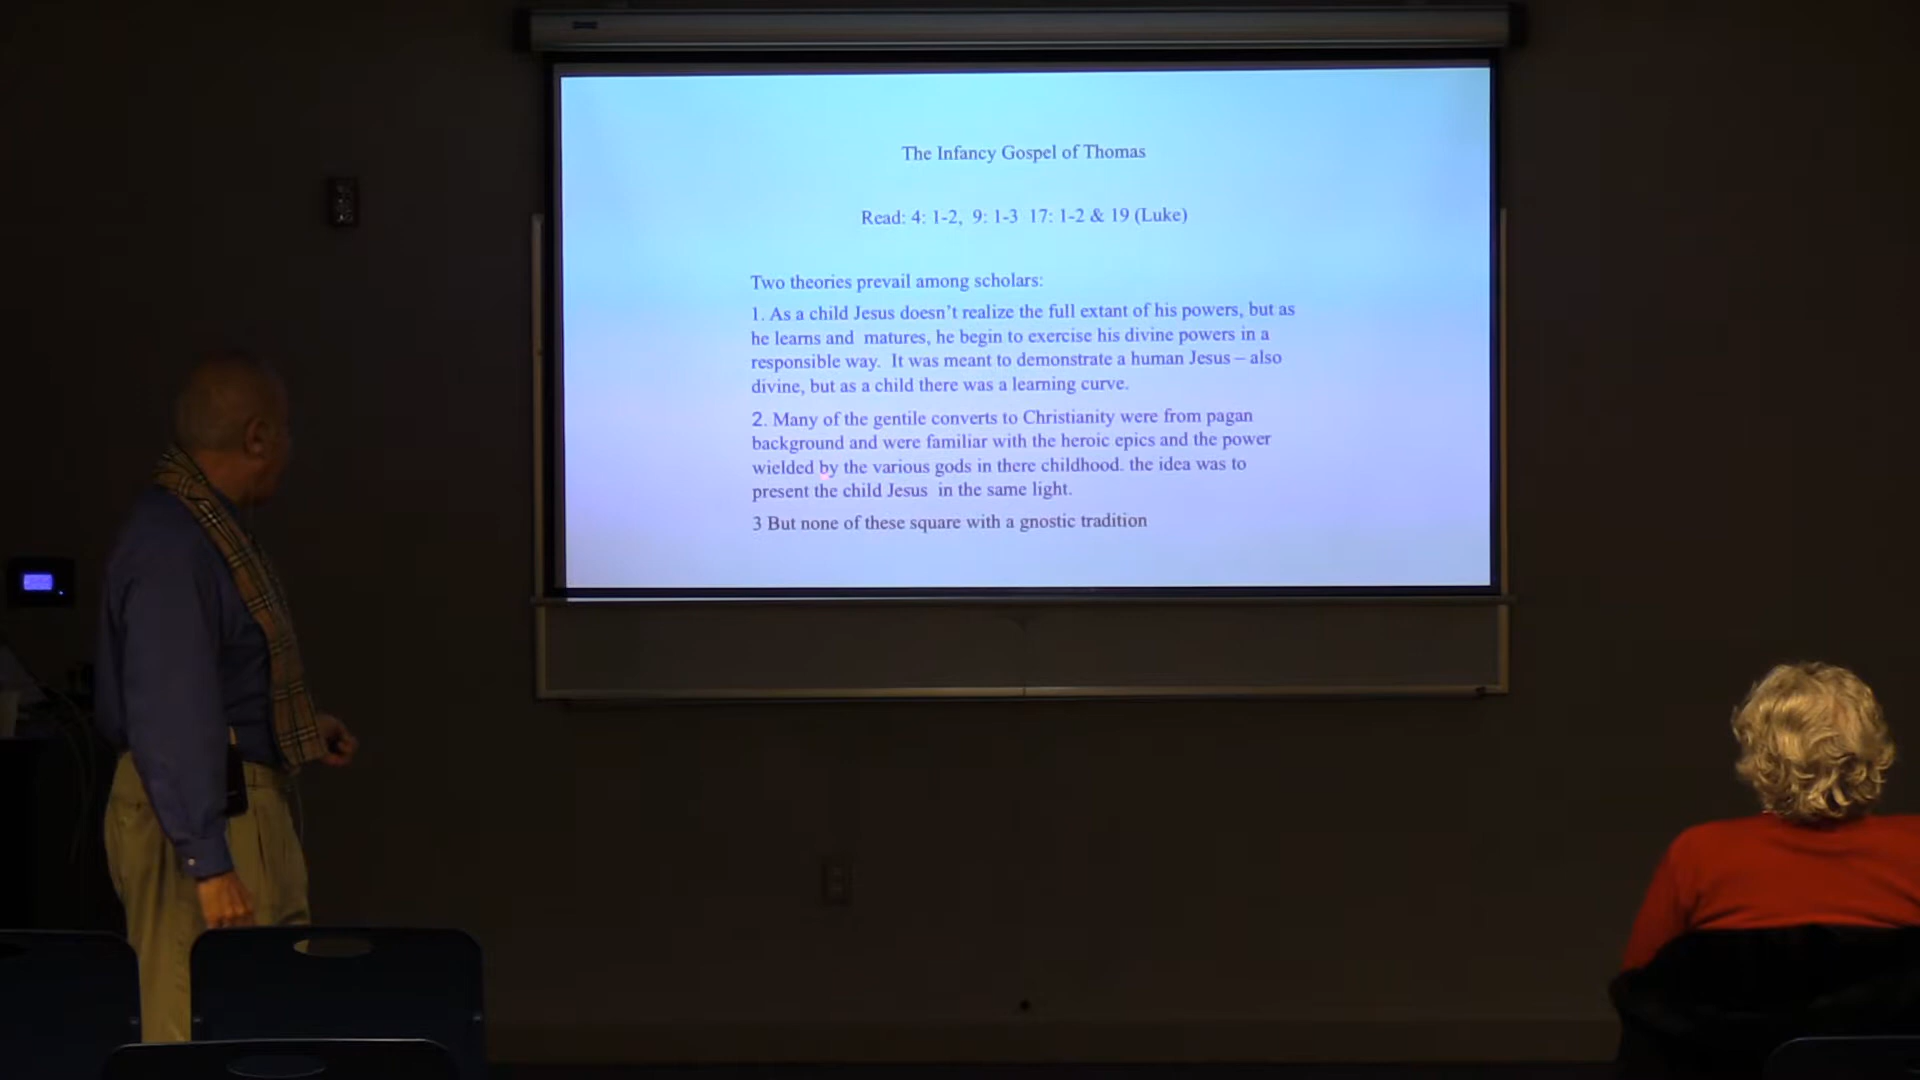 The Infancy Gospel of Thomas
Read: 4: 1-2, 9: 1-3 17: 1-2 & 19 (Luke)
Two theories prevail among scholars:
1. As a child Jesus doesn’t realize the full extant of his powers, but as
he learns and matures, he begin to exercise his divine powers in a
responsible way. It was meant to demonstrate a human Jesus – also
divine, but as a child there was a learning curve.
2. Many of the gentile converts to Christianity were from pagan
background and were familiar with the heroic epics and the power
wielded by the various gods in there childhood. the idea was to
present the child Jesus in the same light.
3 But none of these square with a gnostic tradition